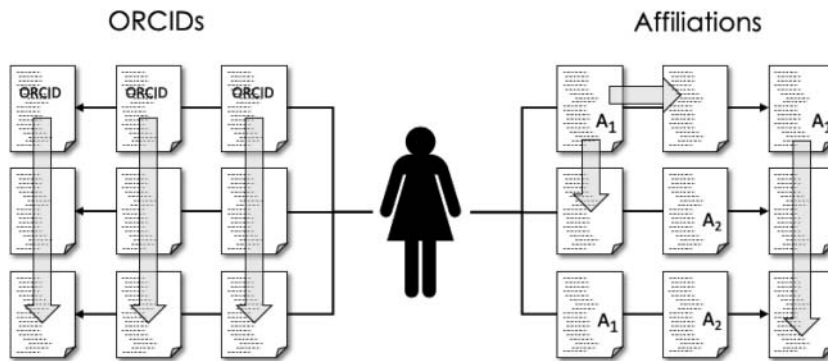 ORCIDs
Affiliations
ORCID ORCID ORCID
A1 A1
A2
A1 A2